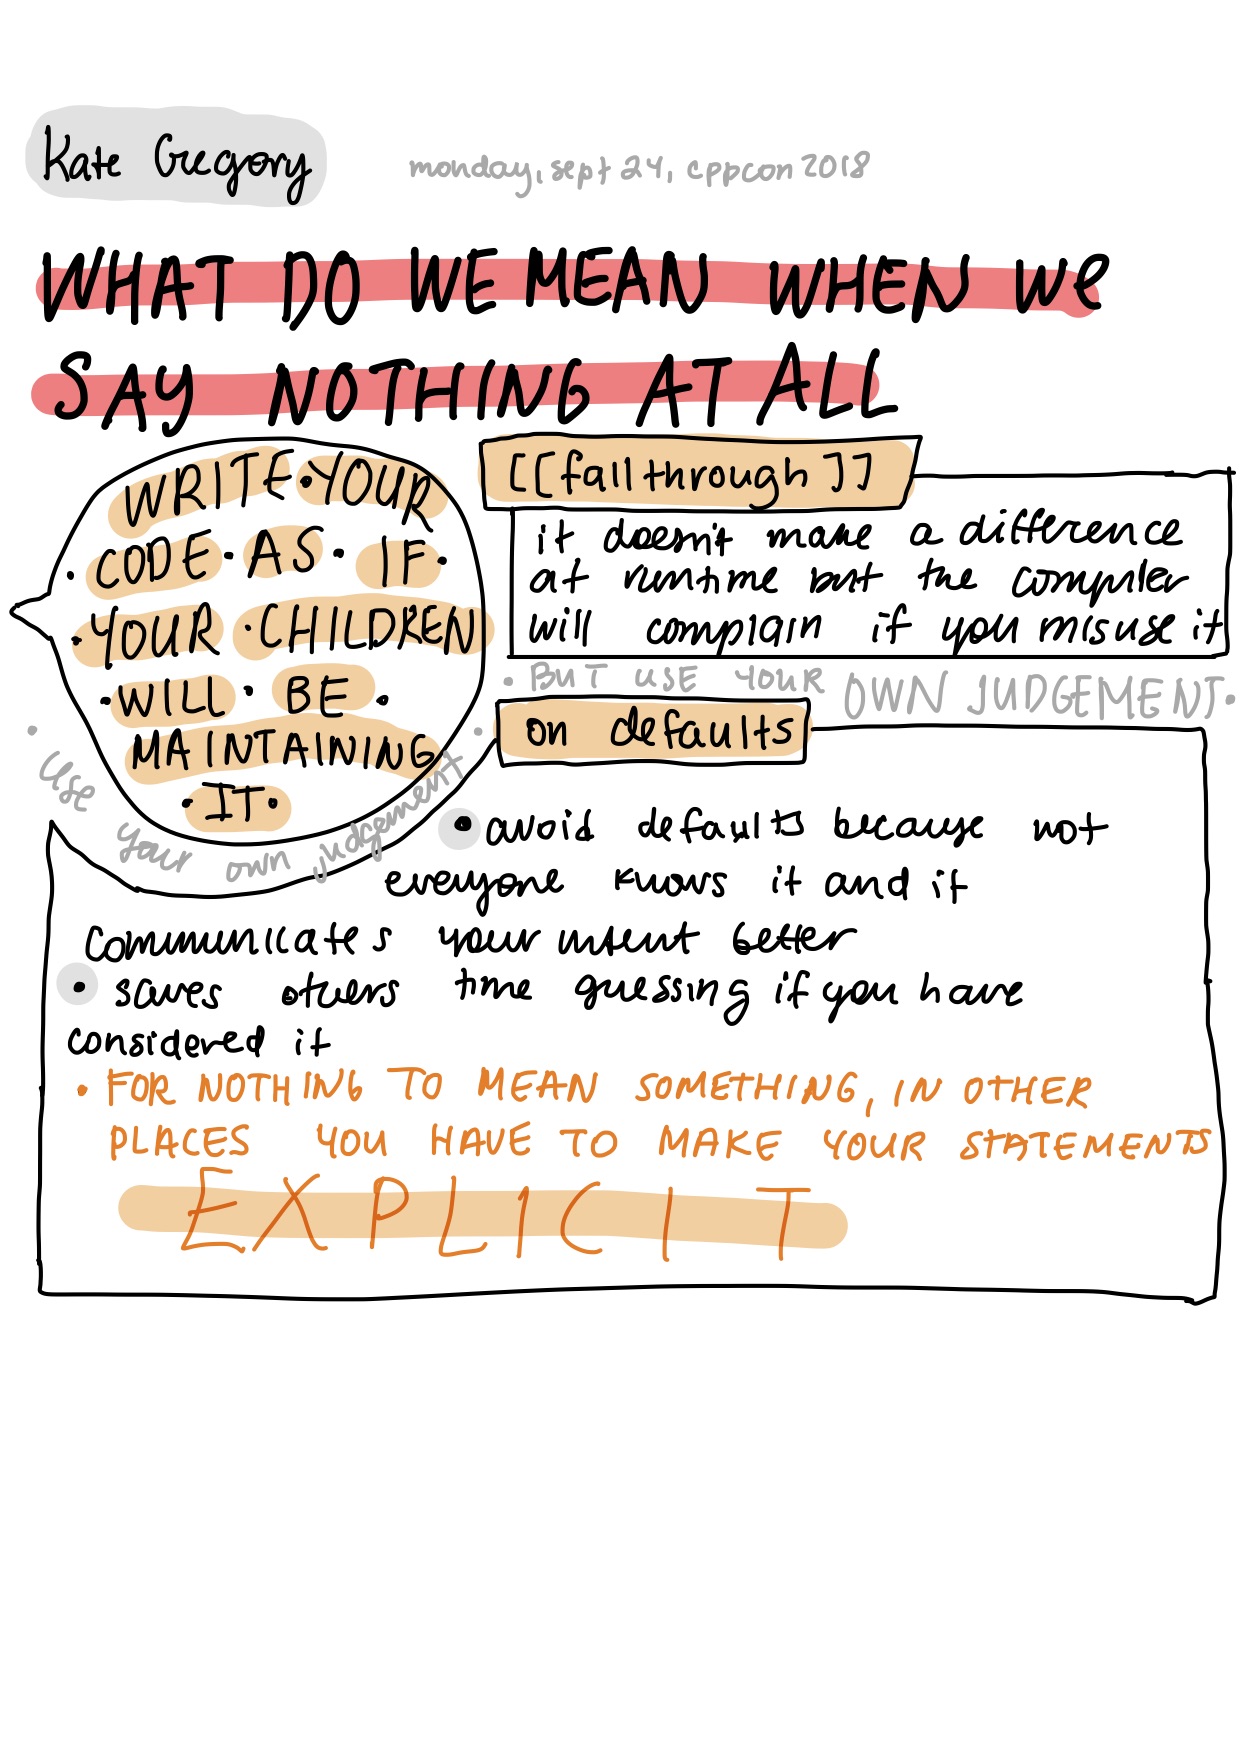 Kate Gregory
monday, sept 24, cppcon 2018
WHAT DO WE MEAN WHEN We
SAY NOTHING AT ALL
WRITE·YOUR
·CODE·AS·IF·
·YOUR·CHILDREN
·WILL·BE·
MAINTAINING
·IT·
·use your own judgement·
[[fallthrough]]
it doesn't make a difference
at runtime but the compiler
will complain if you misuse it
·BUT USE YOUR OWN JUDGEMENT·
on defaults
• avoid defaults because not
everyone knows it and it
communicates your intent better
• saves others time guessing if you have
considered it
• FOR NOTHING TO MEAN SOMETHING, IN OTHER
PLACES YOU HAVE TO MAKE YOUR STATEMENTS
EXPLICIT